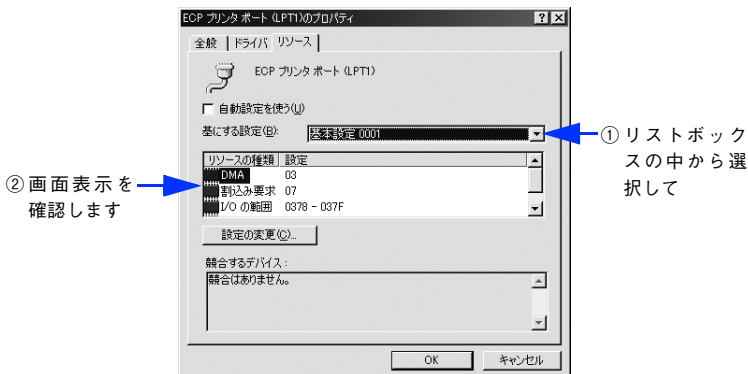 ECP プリンタ ポート (LPT1)のプロパティ
全般 ドライバ リソース
ECP プリンタ ポート (LPT1)
自動設定を使う(U)
基にする設定(B): 基本設定 0001
リソースの種類 設定
DMA 03
割込み要求 07
I/O の範囲 0378 - 037F
設定の変更(C)...
競合するデバイス :
競合はありません。
OK キャンセル
①リストボック
スの中から選
択して
②画面表示を
確認します